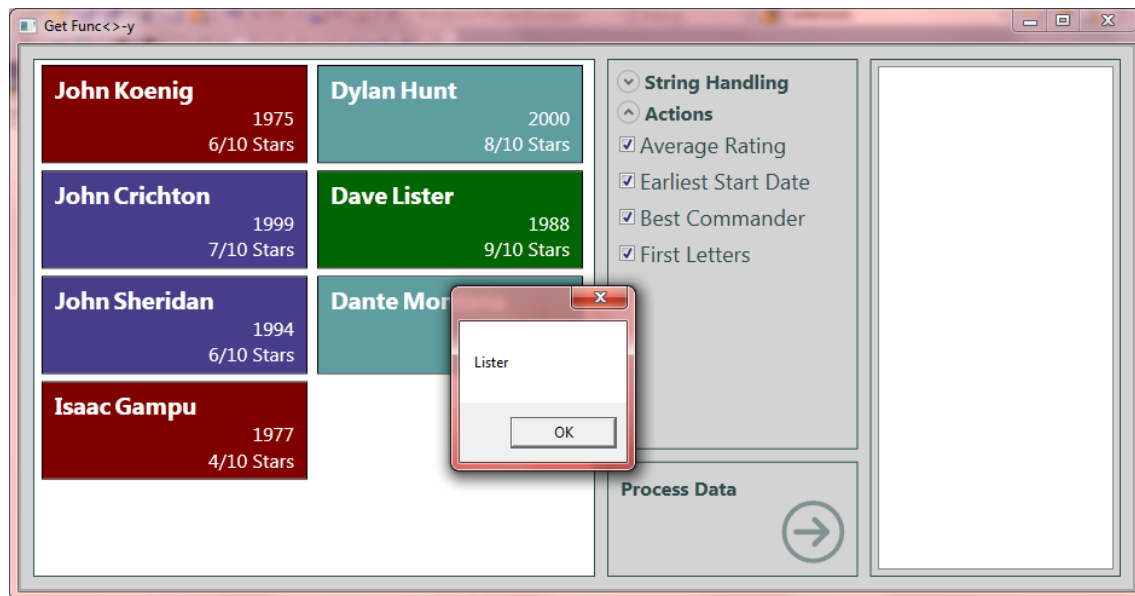 Get Func<>-y
John Koenig
1975
6/10 Stars
Dylan Hunt
2000
8/10 Stars
John Crichton
1999
7/10 Stars
Dave Lister
1988
9/10 Stars
John Sheridan
1994
6/10 Stars
Dante Mon
Isaac Gampu
1977
4/10 Stars
String Handling
Actions
Average Rating
Earliest Start Date
Best Commander
First Letters
Process Data
Lister
OK